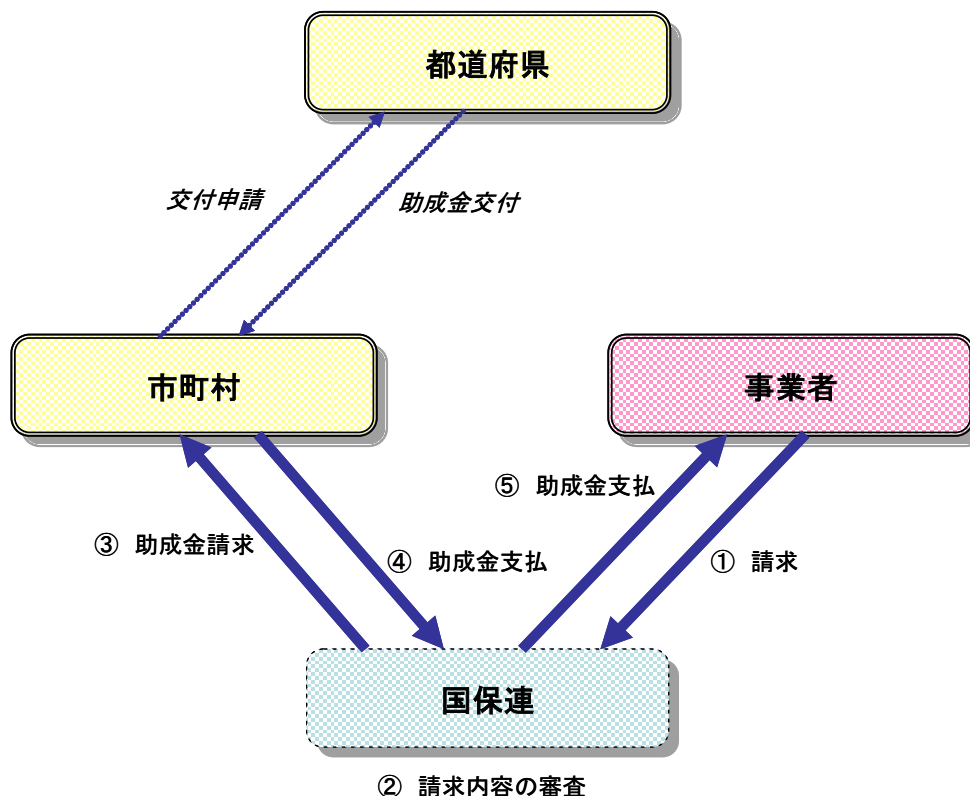 都道府県
交付申請
助成金交付
市町村
事業者
⑤ 助成金支払
③ 助成金請求
④ 助成金支払
① 請求
国保連
② 請求内容の審査